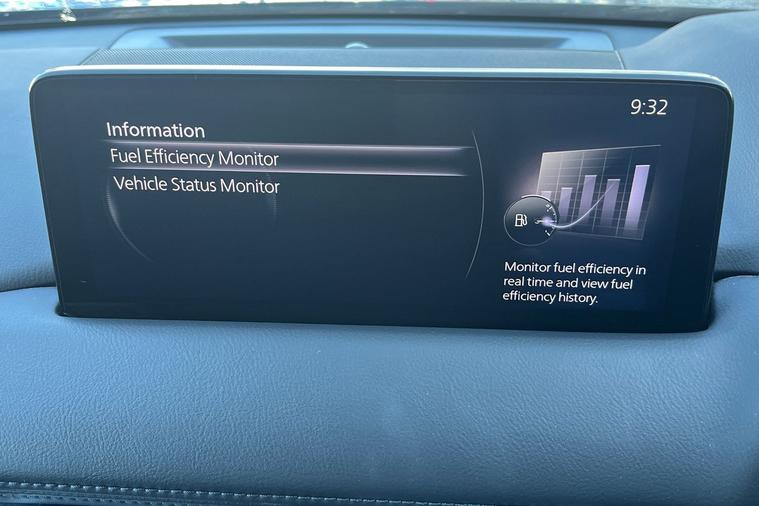 9:32
Information
Fuel Efficiency Monitor
Vehicle Status Monitor
Monitor fuel efficiency in
real time and view fuel
efficiency history.